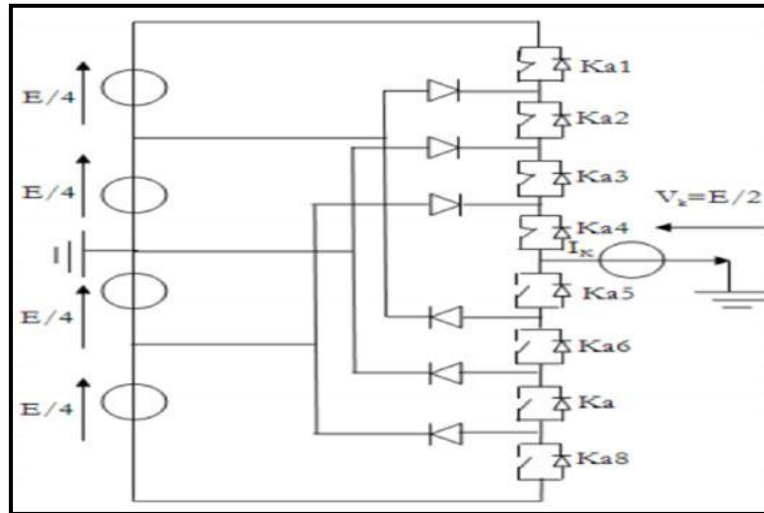 E/4
E/4
E/4
E/4
Ka1
Ka2
Ka3
Ka4
Ka5
Ka6
Ka
Ka8
Vₖ=E/2
Iₖ